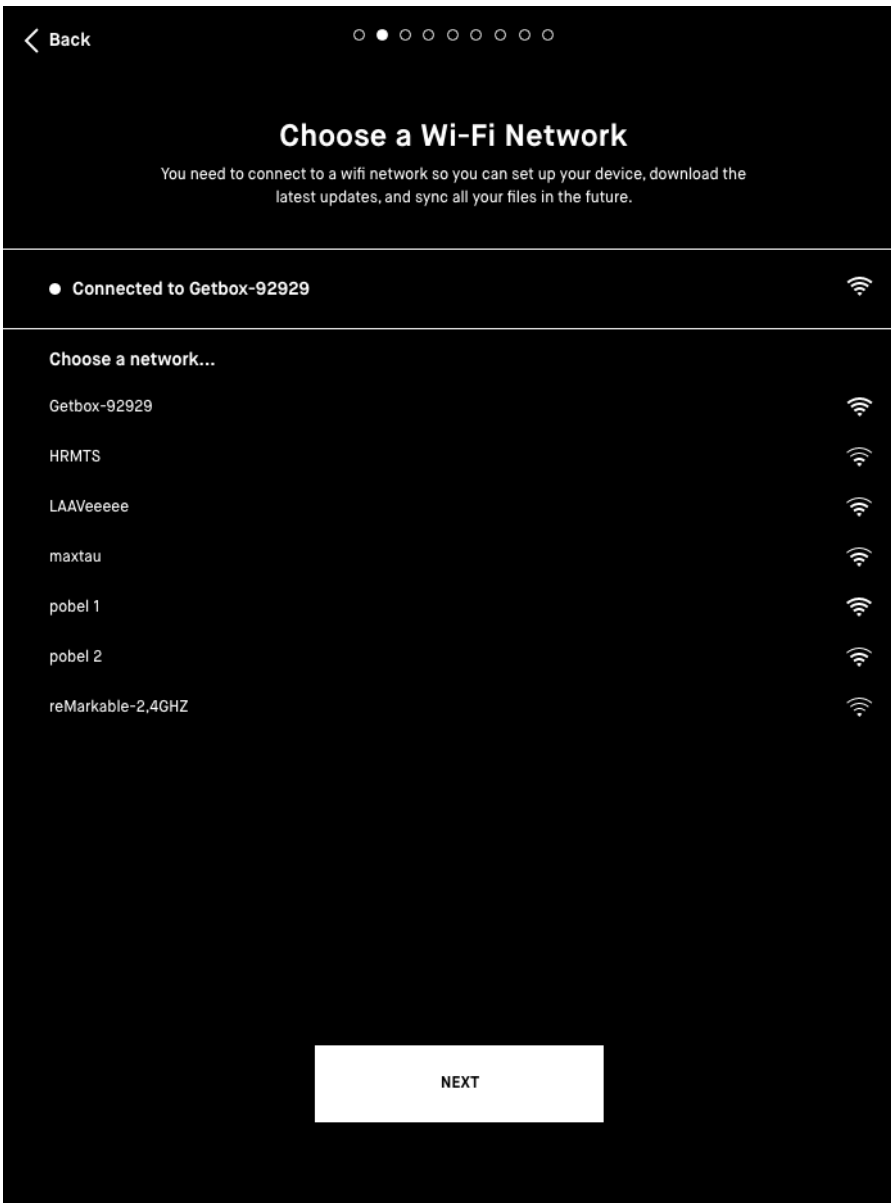 Back
Choose a Wi-Fi Network
You need to connect to a wifi network so you can set up your device, download the
latest updates, and sync all your files in the future.
Connected to Getbox-92929
Choose a network...
Getbox-92929
HRMTS
LAAVeeeee
maxtau
pobel 1
pobel 2
reMarkable-2,4GHZ
NEXT